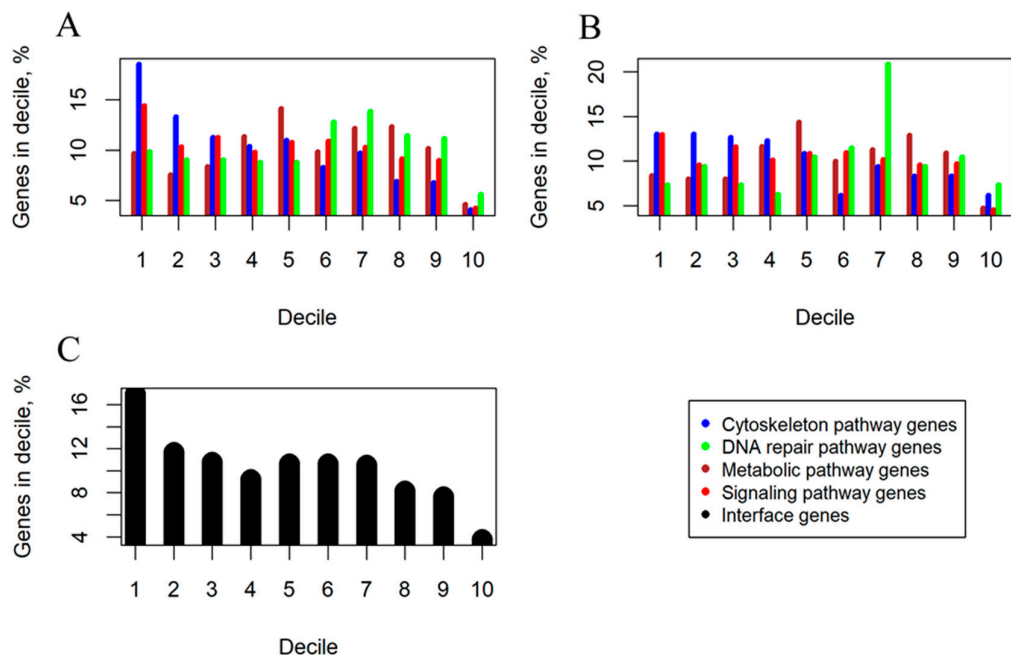 A
Genes in decile, %
15
10
5
1 2 3 4 5 6 7 8 9 10
Decile
B
Genes in decile, %
20
15
10
5
1 2 3 4 5 6 7 8 9 10
Decile
C
Genes in decile, %
16
12
8
4
1 2 3 4 5 6 7 8 9 10
Decile
Cytoskeleton pathway genes
DNA repair pathway genes
Metabolic pathway genes
Signaling pathway genes
Interface genes